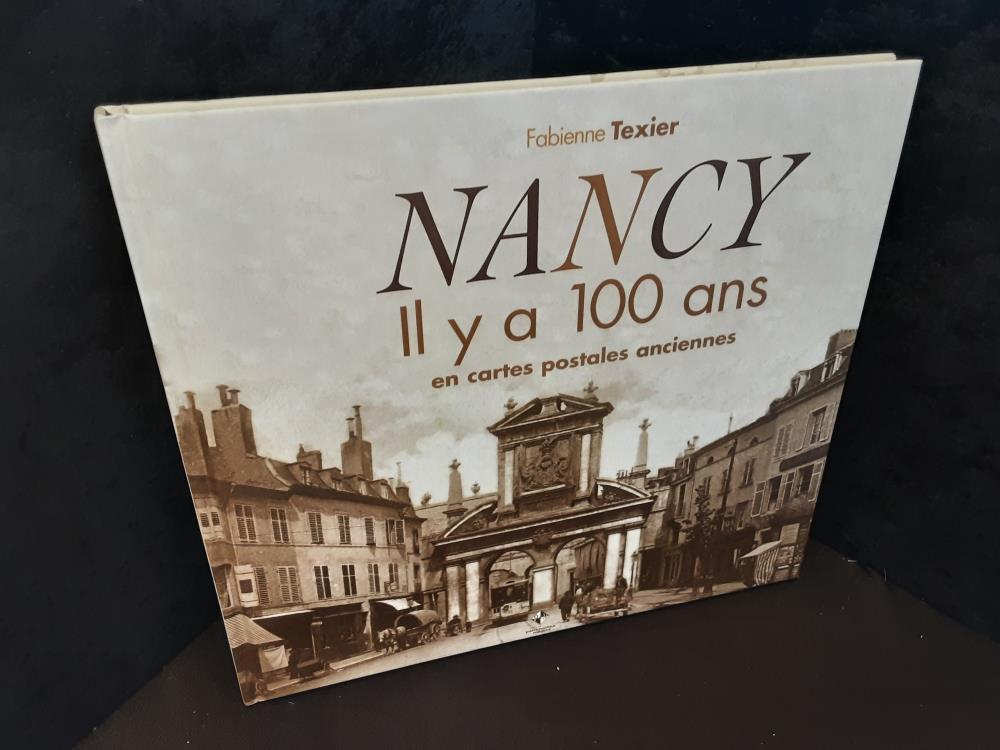 Fabienne Texier
NANCY
Il y a 100 ans
en cartes postales anciennes